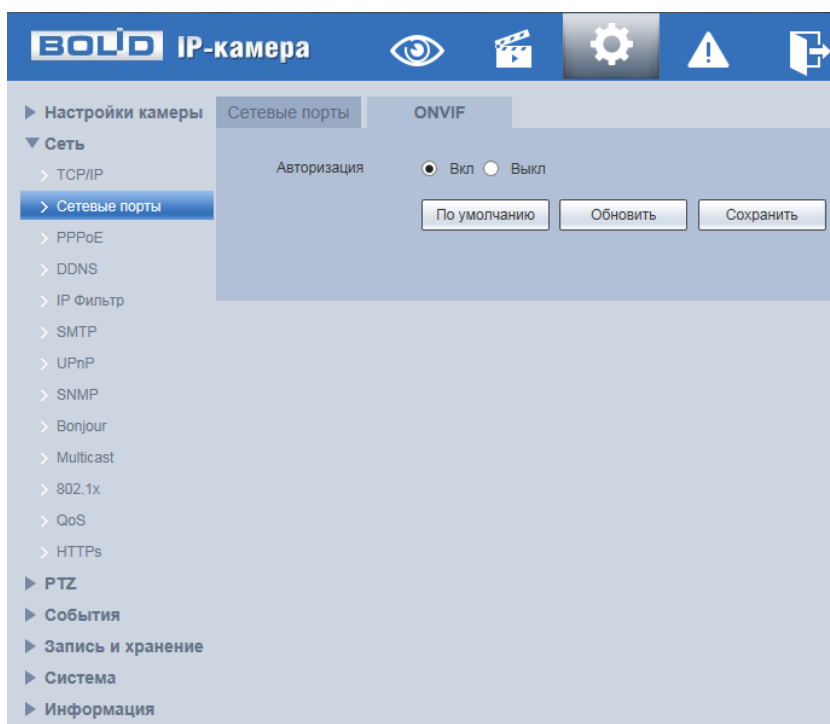 BOLID IP-камера
Настройки камеры
Сеть
TCP/IP
Сетевые порты
PPPoE
DDNS
IP Фильтр
SMTP
UPnP
SNMP
Bonjour
Multicast
802.1x
QoS
HTTPs
PTZ
События
Запись и хранение
Система
Информация
Сетевые порты ONVIF
Авторизация Вкл Выкл
По умолчанию Обновить Сохранить